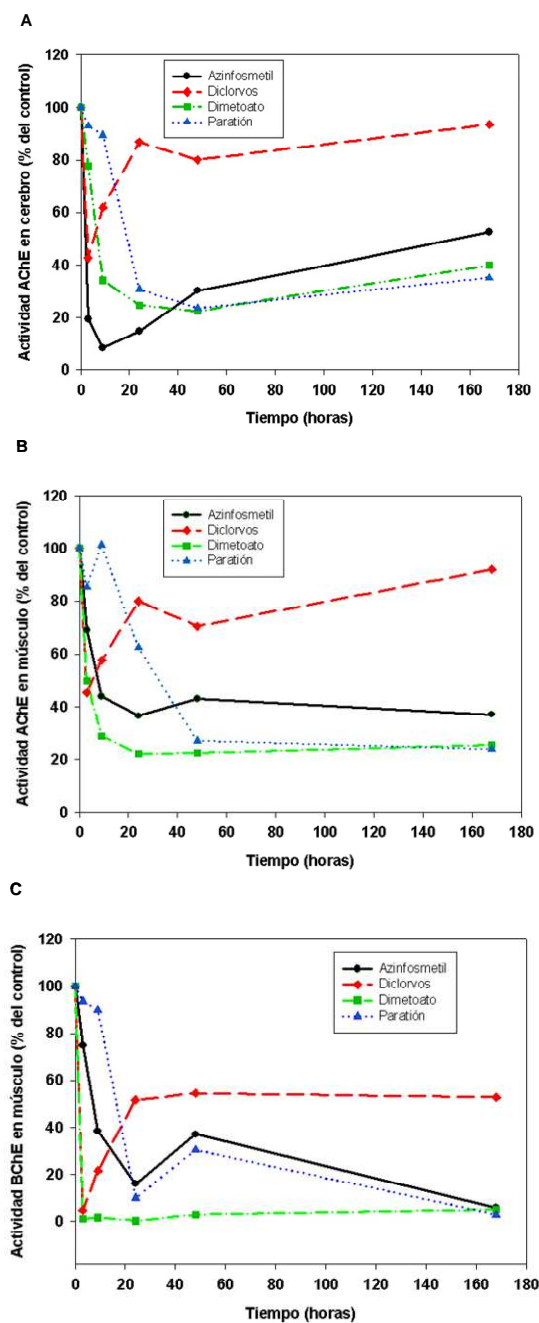 A
120
100
80
60
40
20
0
Actividad AChE en cerebro (% del control)
Azinfosmetil
Diclorvos
Dimetoato
Paratión
0 20 40 60 80 100 120 140 160 180
Tiempo (horas)
B
120
100
80
60
40
20
0
Actividad AChE en músculo (% del control)
Azinfosmetil
Diclorvos
Dimetoato
Paratión
0 20 40 60 80 100 120 140 160 180
Tiempo (horas)
C
120
100
80
60
40
20
0
Actividad BChE en músculo (% del control)
Azinfosmetil
Diclorvos
Dimetoato
Paratión
0 20 40 60 80 100 120 140 160 180
Tiempo (horas)